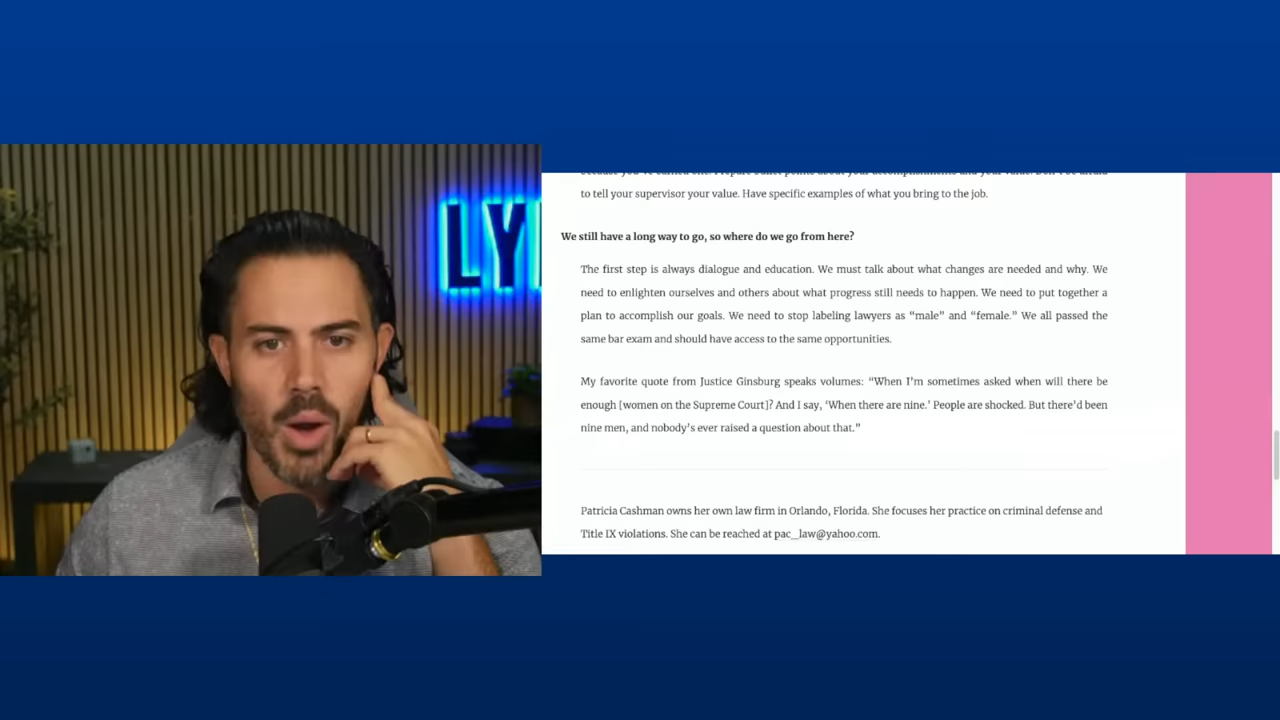 LY
to tell your supervisor your value. Have specific examples of what you bring to the job.
We still have a long way to go, so where do we go from here?
The first step is always dialogue and education. We must talk about what changes are needed and why. We
need to enlighten ourselves and others about what progress still needs to happen. We need to put together a
plan to accomplish our goals. We need to stop labeling lawyers as “male” and “female.” We all passed the
same bar exam and should have access to the same opportunities.
My favorite quote from Justice Ginsburg speaks volumes: “When I’m sometimes asked when will there be
enough [women on the Supreme Court]? And I say, ‘When there are nine.’ People are shocked. But there’d been
nine men, and nobody’s ever raised a question about that.”
Patricia Cashman owns her own law firm in Orlando, Florida. She focuses her practice on criminal defense and
Title IX violations. She can be reached at pac_law@yahoo.com.